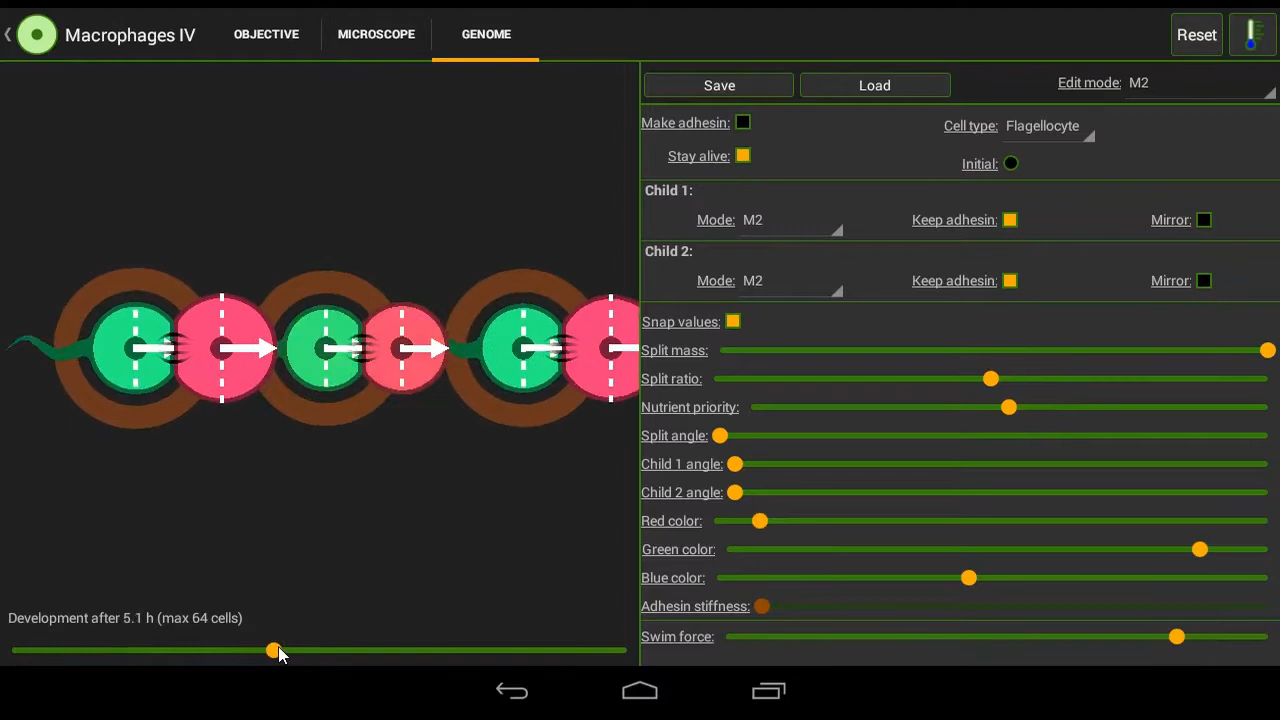 Macrophages IV
OBJECTIVE
MICROSCOPE
GENOME
Reset
Save
Load
Edit mode: M2
Make adhesin:
Cell type: Flagellocyte
Stay alive:
Initial:
Child 1:
Mode: M2
Keep adhesin:
Mirror:
Child 2:
Mode: M2
Keep adhesin:
Mirror:
Snap values:
Split mass:
Split ratio:
Nutrient priority:
Split angle:
Child 1 angle:
Child 2 angle:
Red color:
Green color:
Blue color:
Adhesin stiffness:
Swim force:
Development after 5.1 h (max 64 cells)